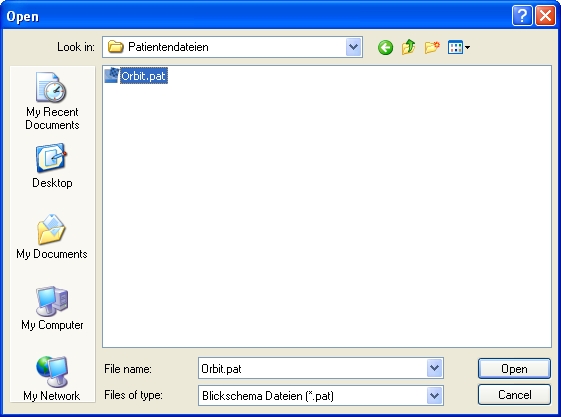 Open
Look in: Patientendateien
Orbit.pat
My Recent
Documents
Desktop
My Documents
My Computer
My Network
File name: Orbit.pat Open
Files of type: Blickschema Dateien (*.pat) Cancel